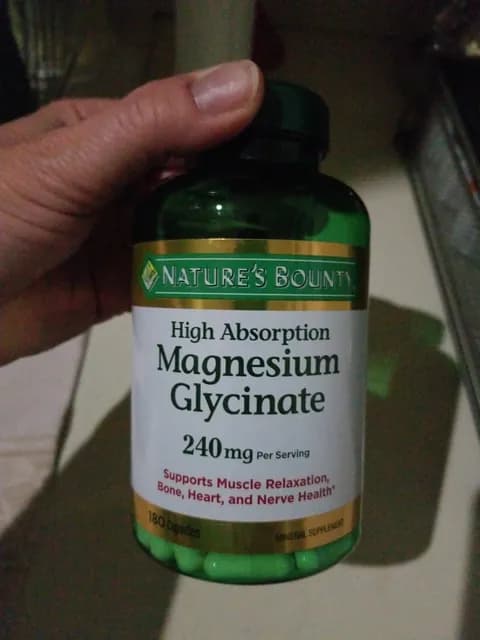 NATURE'S BOUNTY
High Absorption
Magnesium
Glycinate
240mg Per Serving
Supports Muscle Relaxation,
Bone, Heart, and Nerve Health*
180 Capsules
MINERAL SUPPLEMENT